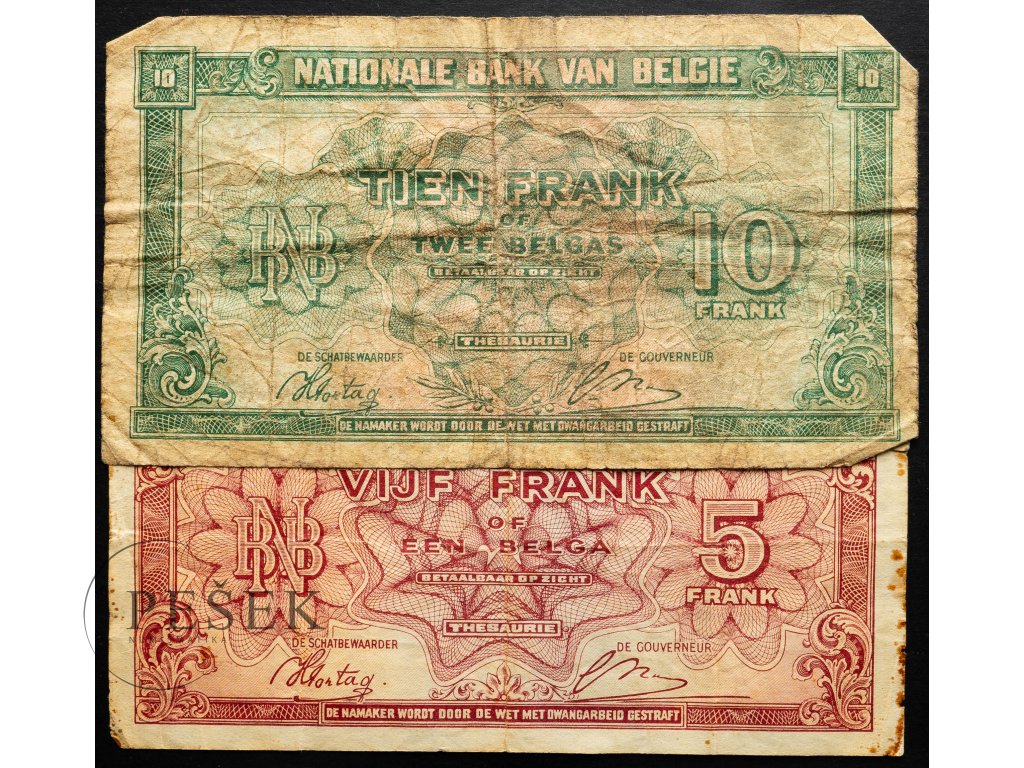 10 NATIONALE BANK VAN BELGIE 10
TIEN FRANK
OF
TWEE BELGAS
BETAALBAAR OP ZICHT
BNB
10
FRANK
THESAURIE
DE SCHATBEWAARDER
DE GOUVERNEUR
DE NAMAKER WORDT DOOR DE WET MET DWANGARBEID GESTRAFT
VIJF FRANK
OF
EEN BELGA
BETAALBAAR OP ZICHT
BNB
5
FRANK
THESAURIE
PEŠEK
DE SCHATBEWAARDER
DE GOUVERNEUR
DE NAMAKER WORDT DOOR DE WET MET DWANGARBEID GESTRAFT